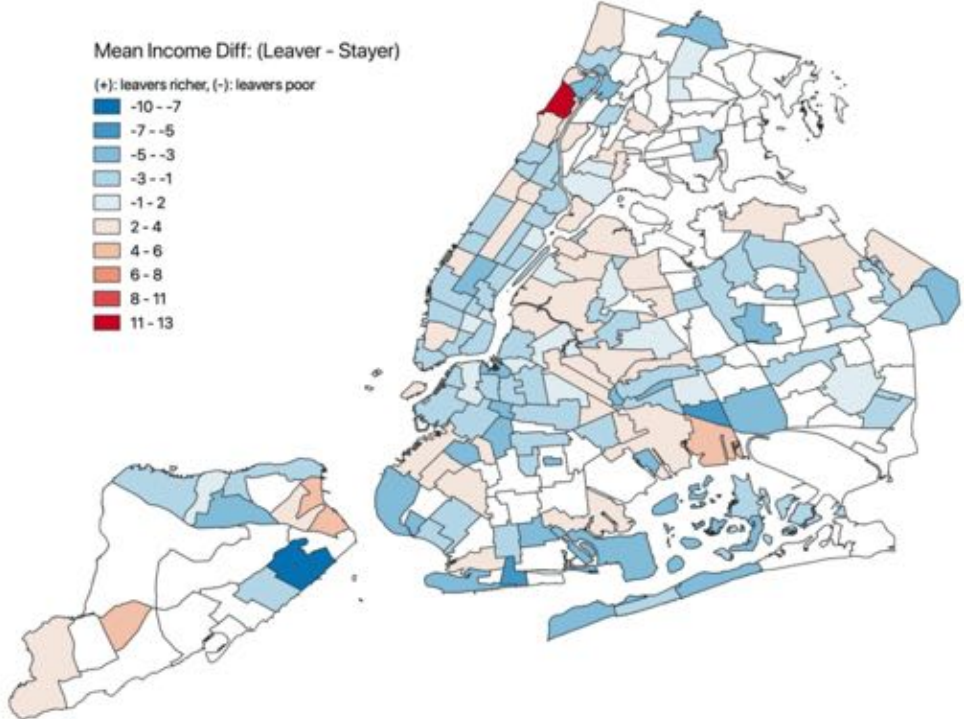 Mean Income Diff: (Leaver - Stayer)
(+): leavers richer, (-): leavers poor
-10 - -7
-7 - -5
-5 - -3
-3 - -1
-1 - 2
2 - 4
4 - 6
6 - 8
8 - 11
11 - 13